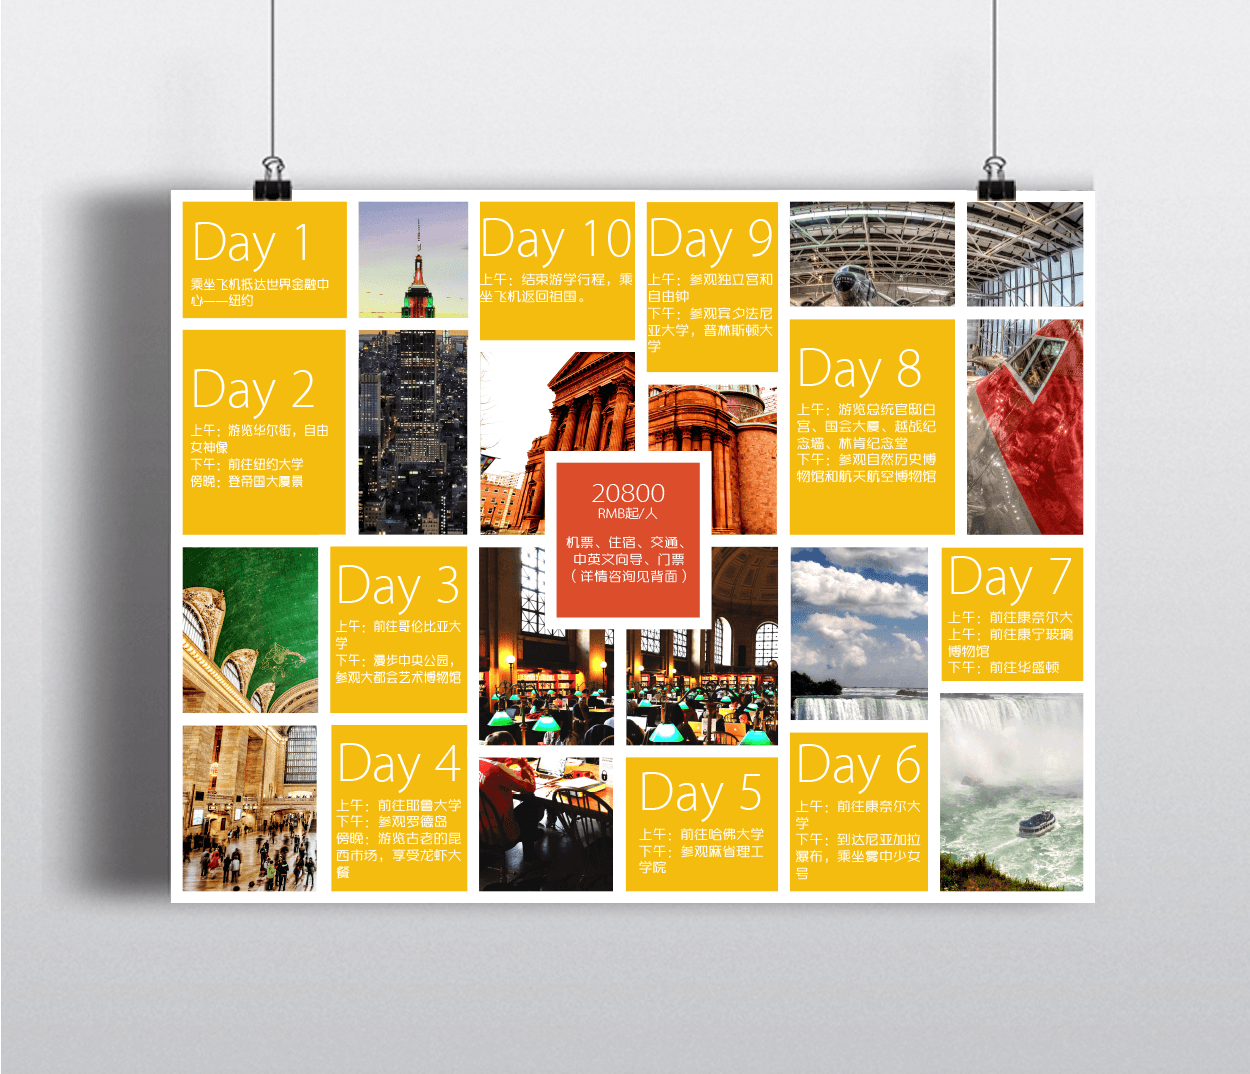 Day 1
乘坐飞机抵达世界金融中
心——纽约
Day 2
上午：游览华尔街，自由
女神像
下午：前往纽约大学
傍晚：登帝国大厦景
Day 3
上午：前往哥伦比亚大
学
下午：漫步中央公园，
参观大都会艺术博物馆
Day 4
上午：前往耶鲁大学
下午：参观罗德岛
傍晚：游览古老的昆
西市场，享受龙虾大
餐
Day 5
上午：前往哈佛大学
下午：参观麻省理工
学院
Day 6
上午：前往康奈尔大
学
下午：到达尼亚加拉
瀑布，乘坐雾中少女
号
Day 7
上午：前往康奈尔大
上午：前往康宁玻璃
博物馆
下午：前往华盛顿
Day 8
上午：游览总统官邸白
宫、国会大厦、越战纪
念墙、林肯纪念堂
下午：参观自然历史博
物馆和航天航空博物馆
Day 9
上午：参观独立宫和
自由钟
下午：参观宾夕法尼
亚大学，普林斯顿大
学
Day 10
上午：结束游学行程，乘
坐飞机返回祖国。
20800
RMB起/人
机票、住宿、交通、
中英文向导、门票
（详情咨询见背面）